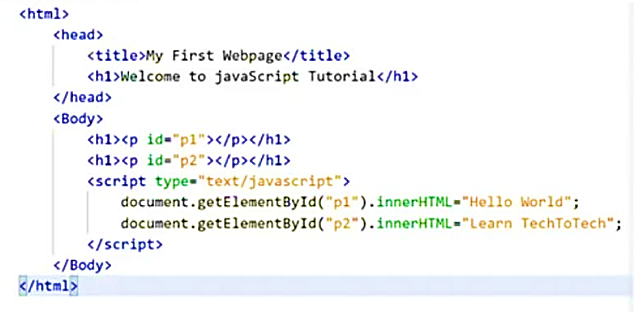 <html>
<head>
<title>My First Webpage</title>
<h1>Welcome to javaScript Tutorial</h1>
</head>
<Body>
<h1><p id="p1"></p></h1>
<h1><p id="p2"></p></h1>
<script type="text/javascript">
document.getElementById("p1").innerHTML="Hello World";
document.getElementById("p2").innerHTML="Learn TechToTech";
</script>
</Body>
</html>